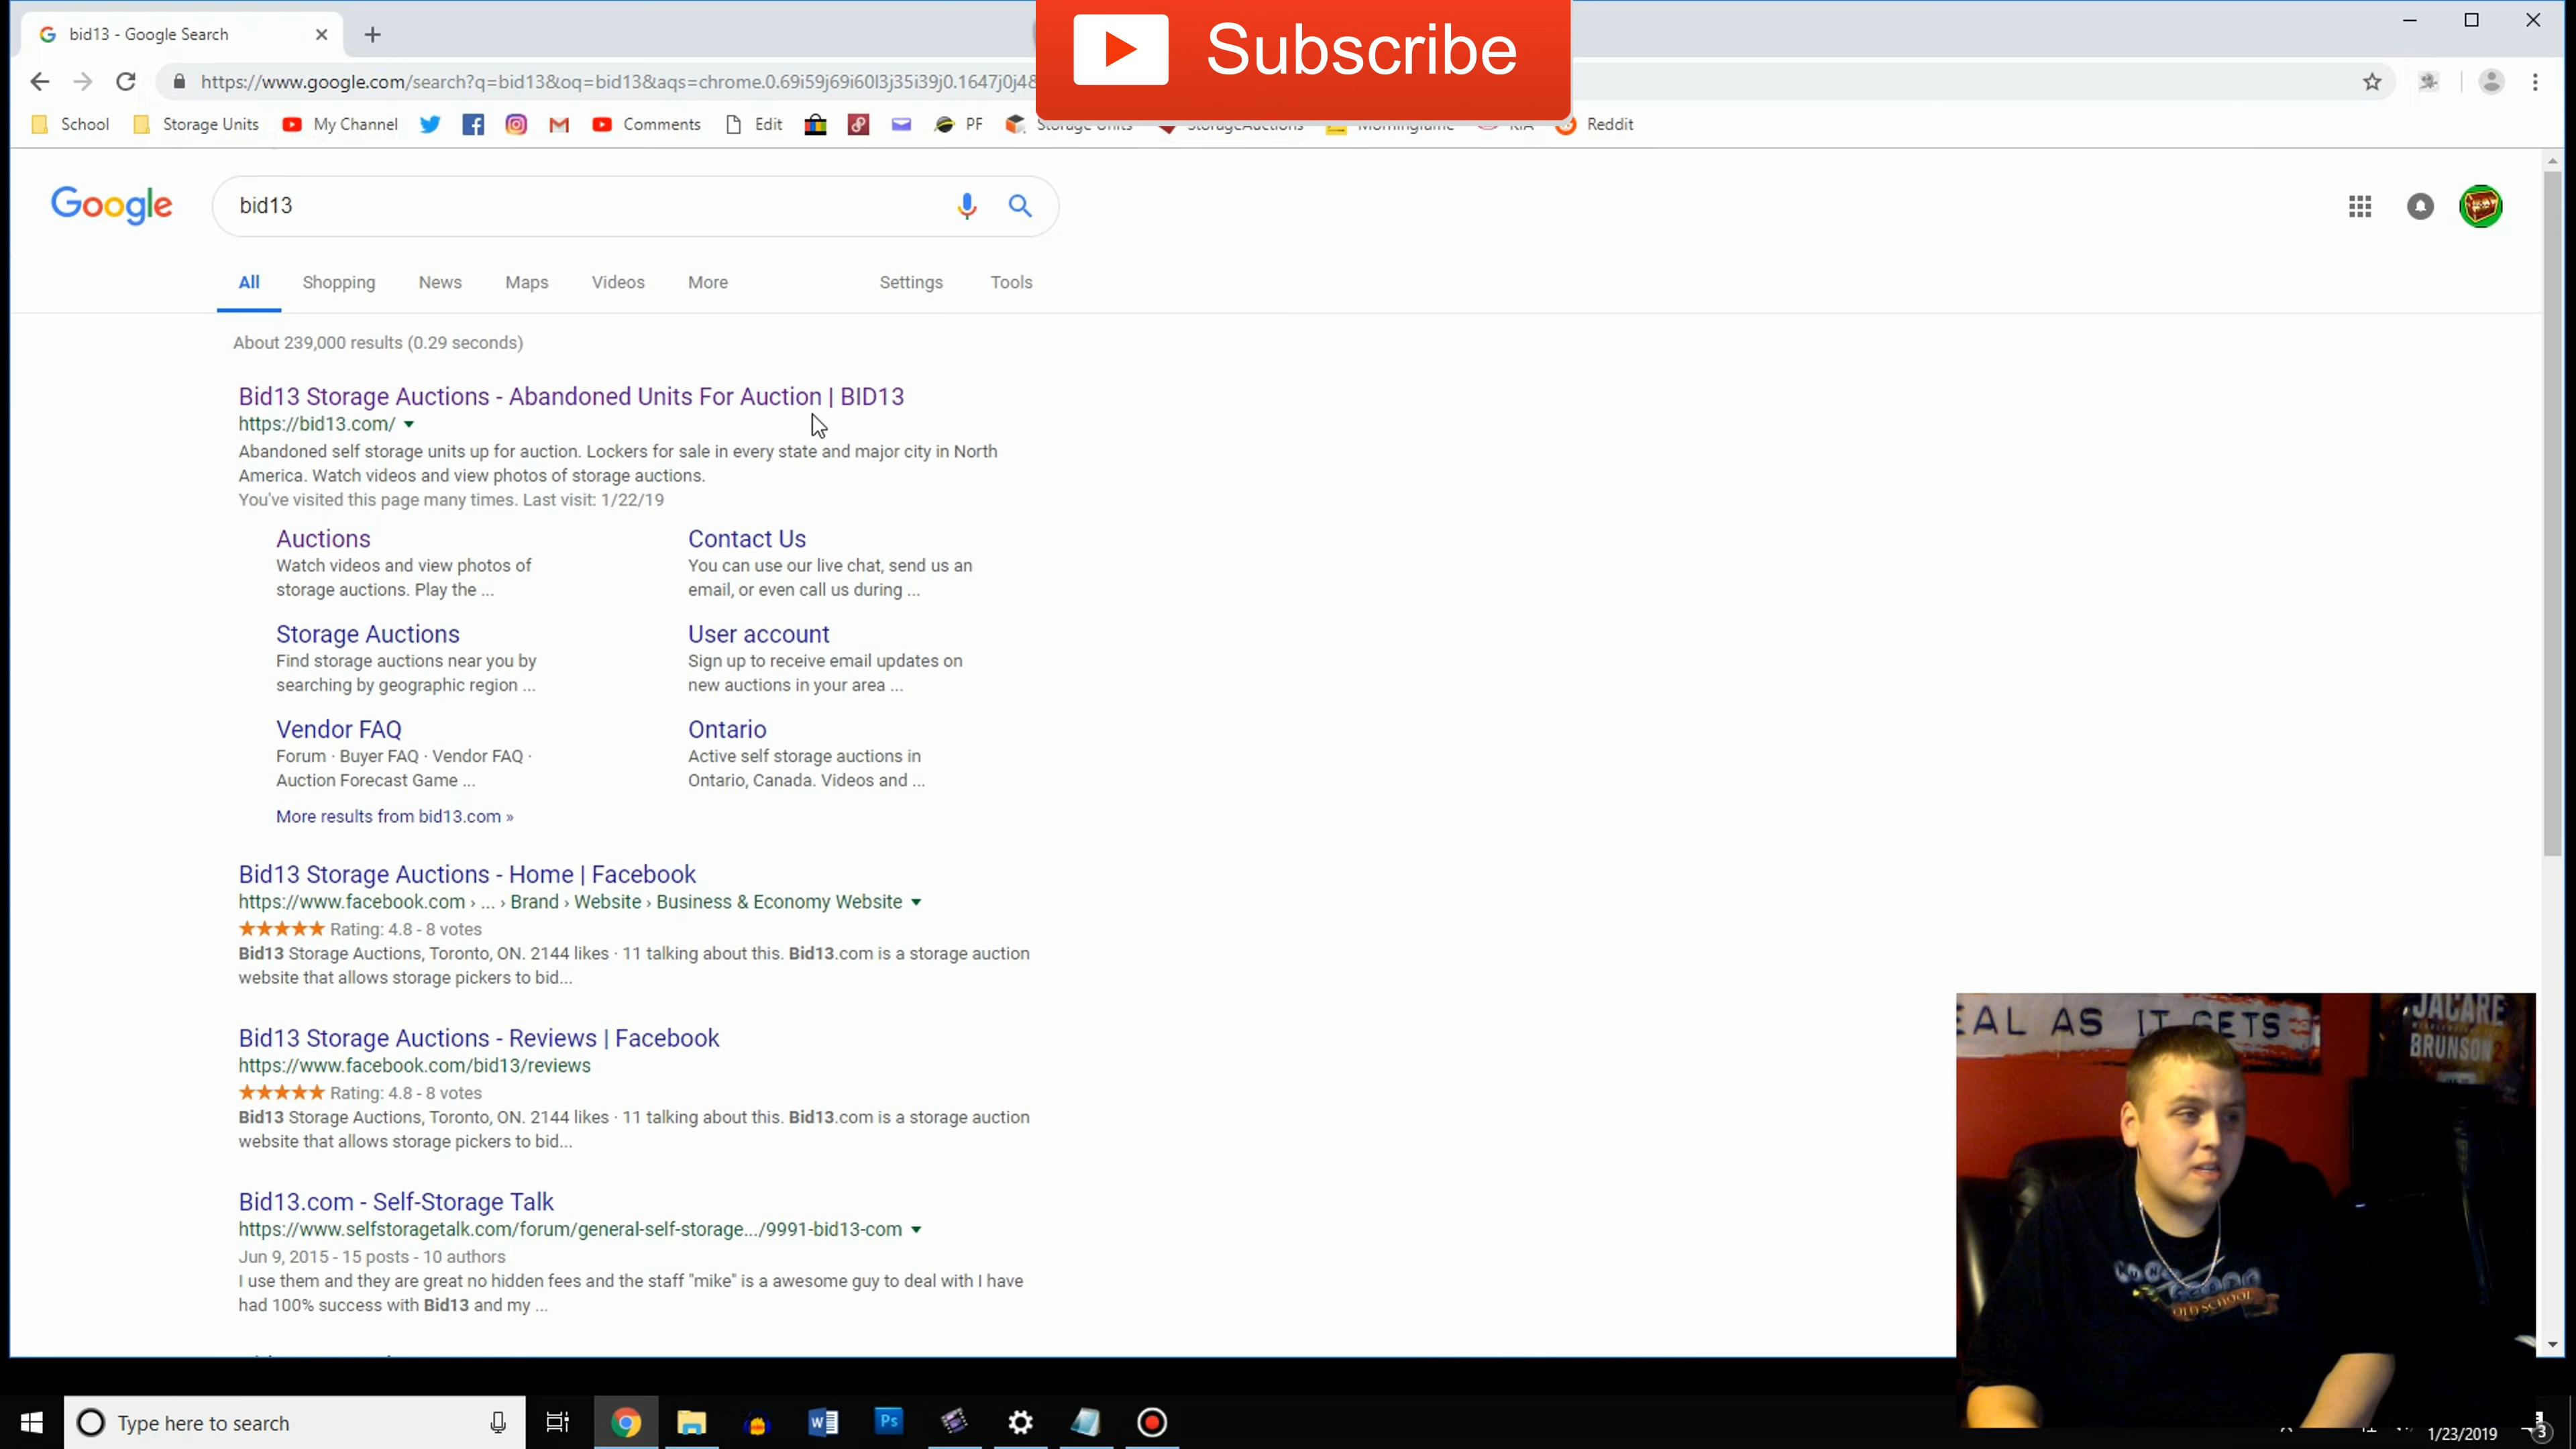 bid13 - Google Search
Subscribe
https://www.google.com/search?q=bid13&oq=bid13&aqs=chrome.0.69i59j69i60l3j35i39j0.1647j0j4&
School Storage Units My Channel Comments Edit PF Storage Units StorageAuctions Morningfame KIA Reddit
Google bid13
All Shopping News Maps Videos More Settings Tools
About 239,000 results (0.29 seconds)
Bid13 Storage Auctions - Abandoned Units For Auction | BID13
https://bid13.com/
Abandoned self storage units up for auction. Lockers for sale in every state and major city in North
America. Watch videos and view photos of storage auctions.
You've visited this page many times. Last visit: 1/22/19
Auctions
Watch videos and view photos of
storage auctions. Play the ...
Contact Us
You can use our live chat, send us an
email, or even call us during ...
Storage Auctions
Find storage auctions near you by
searching by geographic region ...
User account
Sign up to receive email updates on
new auctions in your area ...
Vendor FAQ
Forum · Buyer FAQ · Vendor FAQ ·
Auction Forecast Game ...
Ontario
Active self storage auctions in
Ontario, Canada. Videos and ...
More results from bid13.com »
Bid13 Storage Auctions - Home | Facebook
https://www.facebook.com › ... › Brand › Website › Business & Economy Website
Rating: 4.8 - 8 votes
Bid13 Storage Auctions, Toronto, ON. 2144 likes · 11 talking about this. Bid13.com is a storage auction
website that allows storage pickers to bid...
Bid13 Storage Auctions - Reviews | Facebook
https://www.facebook.com/bid13/reviews
Rating: 4.8 - 8 votes
Bid13 Storage Auctions, Toronto, ON. 2144 likes · 11 talking about this. Bid13.com is a storage auction
website that allows storage pickers to bid...
Bid13.com - Self-Storage Talk
https://www.selfstoragetalk.com/forum/general-self-storage.../9991-bid13-com
Jun 9, 2015 - 15 posts - 10 authors
I use them and they are great no hidden fees and the staff "mike" is a awesome guy to deal with I have
had 100% success with Bid13 and my ...
EAL AS IT GETS
JACARE
BRUNSON 2
OLD SCHOOL
Type here to search
W
Ps
1/23/2019
3